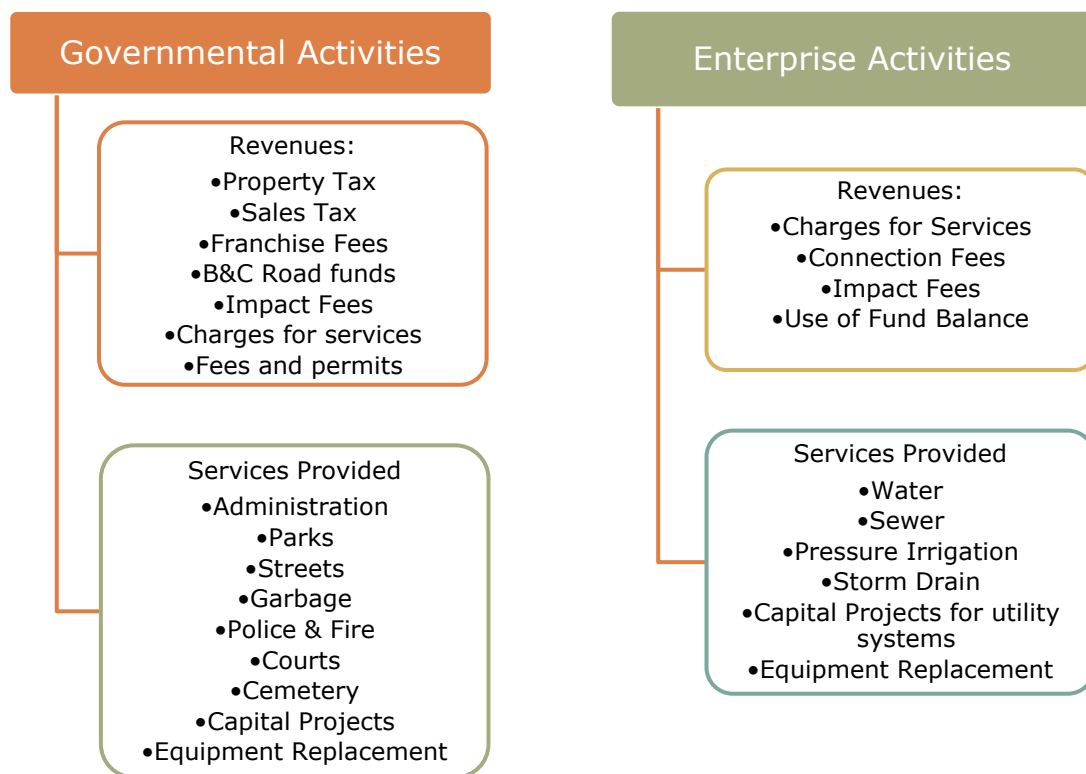 Governmental Activities
Revenues:
•Property Tax
•Sales Tax
•Franchise Fees
•B&C Road funds
•Impact Fees
•Charges for services
•Fees and permits
Services Provided
•Administration
•Parks
•Streets
•Garbage
•Police & Fire
•Courts
•Cemetery
•Capital Projects
•Equipment Replacement
Enterprise Activities
Revenues:
•Charges for Services
•Connection Fees
•Impact Fees
•Use of Fund Balance
Services Provided
•Water
•Sewer
•Pressure Irrigation
•Storm Drain
•Capital Projects for utility
systems
•Equipment Replacement